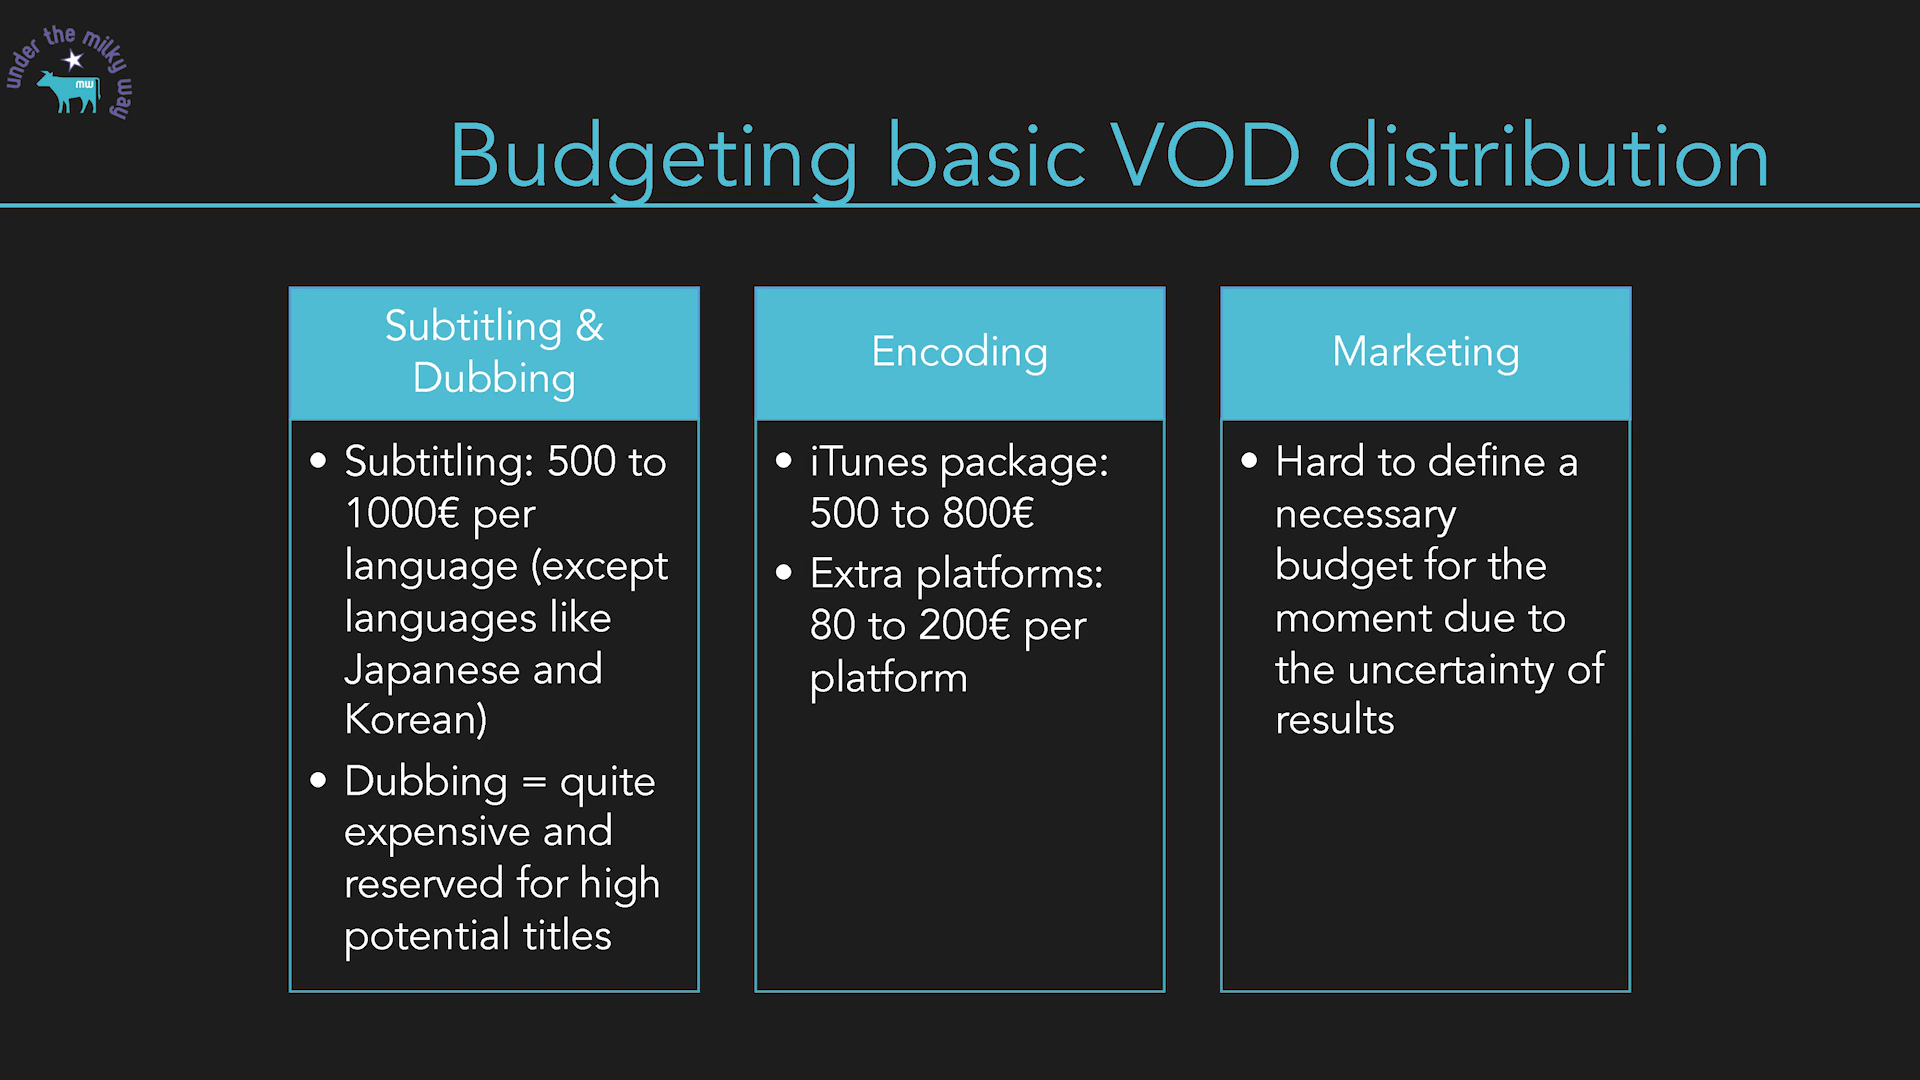 under the milky way
mw
Budgeting basic VOD distribution
Subtitling &
Dubbing
• Subtitling: 500 to
1000€ per
language (except
languages like
Japanese and
Korean)
• Dubbing = quite
expensive and
reserved for high
potential titles
Encoding
• iTunes package:
500 to 800€
• Extra platforms:
80 to 200€ per
platform
Marketing
• Hard to define a
necessary
budget for the
moment due to
the uncertainty of
results